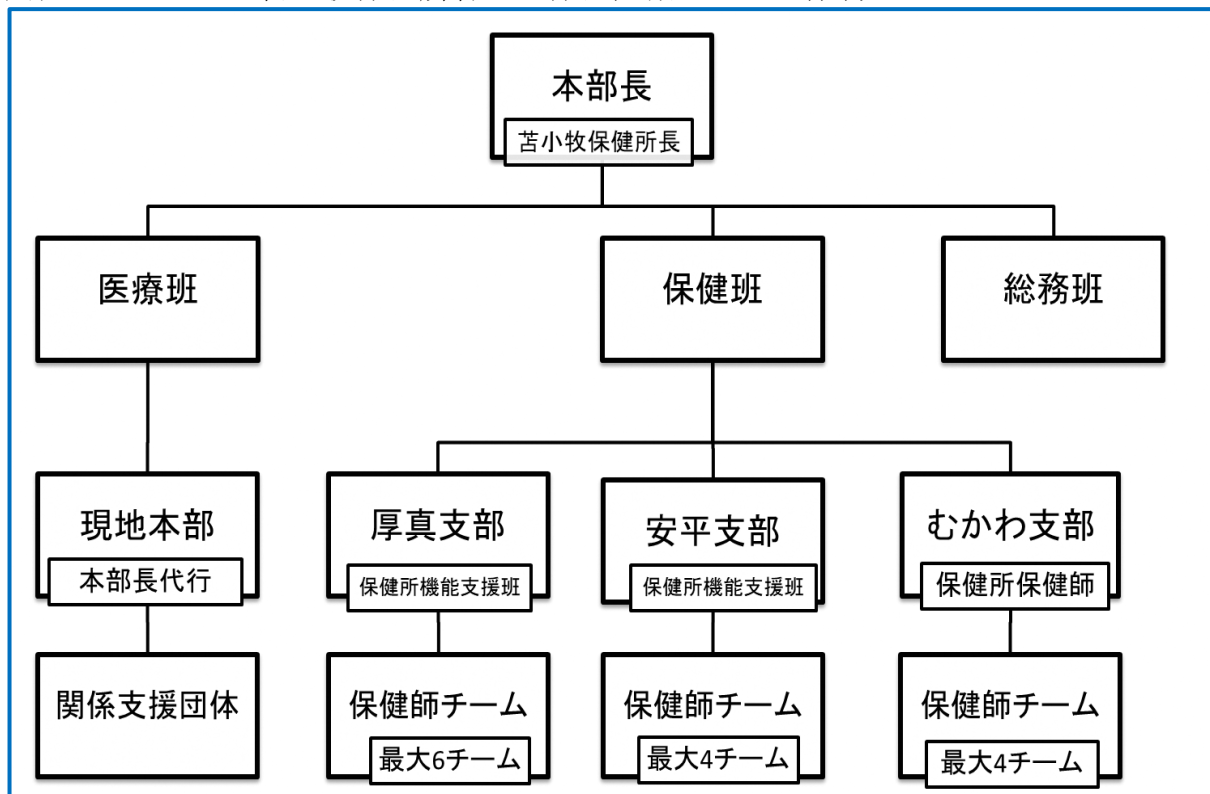 本部長
苫小牧保健所長
医療班
保健班
総務班
現地本部
本部長代行
厚真支部
保健所機能支援班
安平支部
保健所機能支援班
むかわ支部
保健所保健師
関係支援団体
保健師チーム
最大6チーム
保健師チーム
最大4チーム
保健師チーム
最大4チーム